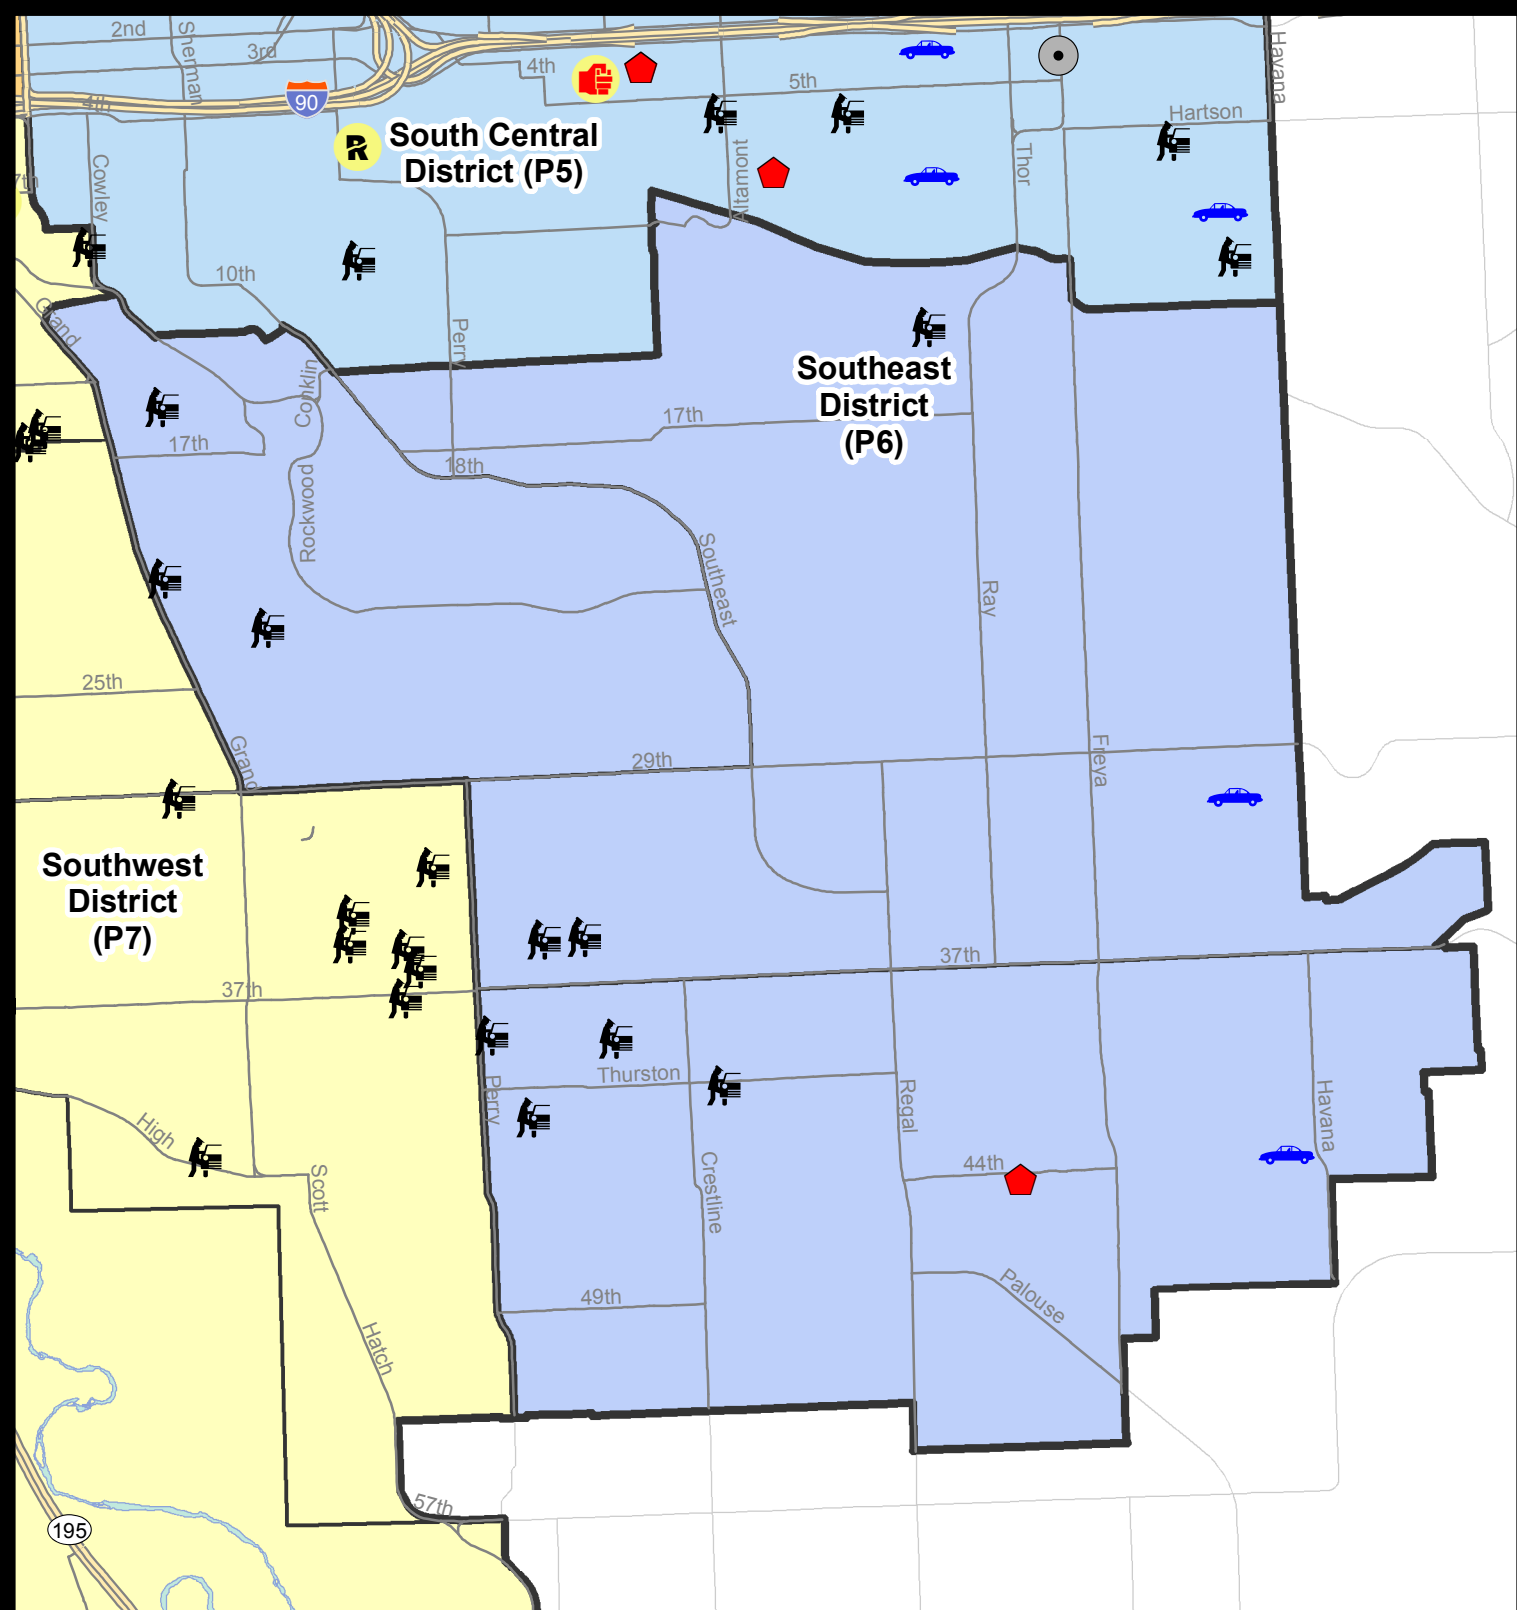 2nd
3rd
Sherman
4th
90
4th
5th
Havana
Hartson
South Central
District (P5)
R
7th
Cowley
Altamont
Thor
10th
Grand
Perry
Conklin
Southeast
District
(P6)
17th
17th
18th
Rockwood
Southeast
Ray
25th
Grand
29th
Freya
Southwest
District
(P7)
37th
37th
Thurston
Perry
Regal
Havana
High
Scott
Crestline
44th
49th
Palouse
Hatch
57th
195